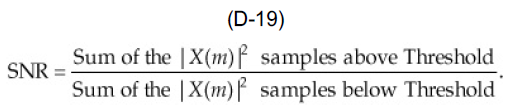 (D-19)
SNR = Sum of the |X(m)|² samples above Threshold
Sum of the |X(m)|² samples below Threshold.